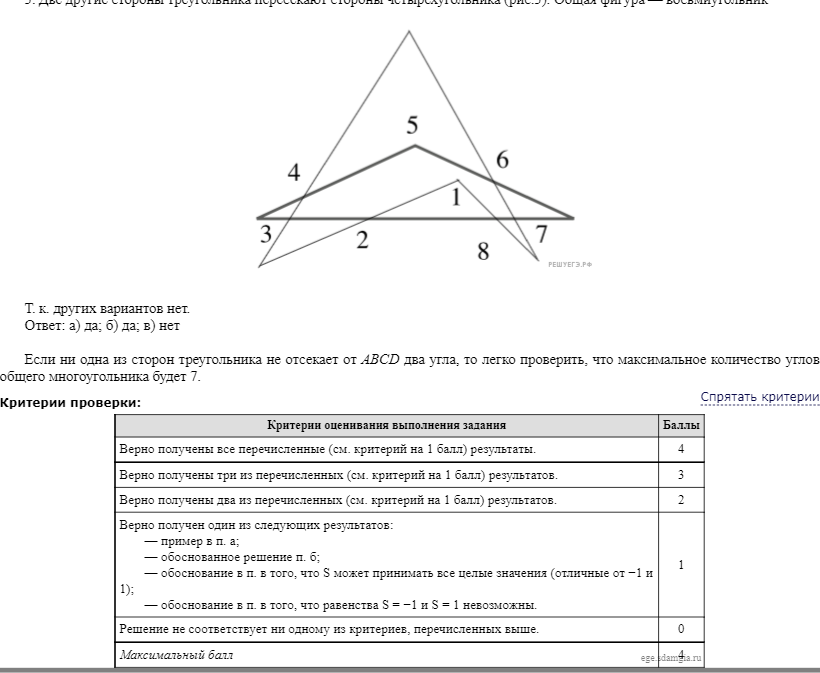 3. Две другие стороны треугольника пересекают стороны четырехугольника (рис.3). Общая фигура — восьмиугольник
5
4
6
1
3
2
7
8
РЕШУЕГЭ.РФ
Т. к. других вариантов нет.
Ответ: а) да; б) да; в) нет
Если ни одна из сторон треугольника не отсекает от ABCD два угла, то легко проверить, что максимальное количество углов
общего многоугольника будет 7.
Спрятать критерии
Критерии проверки:
Критерии оценивания выполнения задания Баллы
Верно получены все перечисленные (см. критерий на 1 балл) результаты. 4
Верно получены три из перечисленных (см. критерий на 1 балл) результатов. 3
Верно получены два из перечисленных (см. критерий на 1 балл) результатов. 2
Верно получен один из следующих результатов:
— пример в п. а;
— обоснованное решение п. б;
— обоснование в п. в того, что S может принимать все целые значения (отличные от −1 и
1);
— обоснование в п. в того, что равенства S = −1 и S = 1 невозможны.
1
Решение не соответствует ни одному из критериев, перечисленных выше. 0
Максимальный балл 4
ege.sdamgia.ru